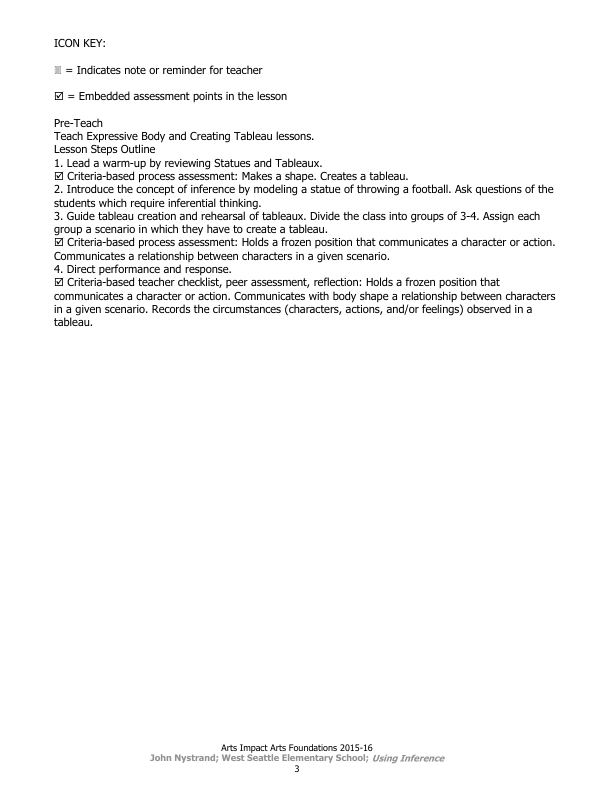 ICON KEY:
= Indicates note or reminder for teacher
☑ = Embedded assessment points in the lesson
Pre-Teach
Teach Expressive Body and Creating Tableau lessons.
Lesson Steps Outline
1. Lead a warm-up by reviewing Statues and Tableaux.
☑ Criteria-based process assessment: Makes a shape. Creates a tableau.
2. Introduce the concept of inference by modeling a statue of throwing a football. Ask questions of the
students which require inferential thinking.
3. Guide tableau creation and rehearsal of tableaux. Divide the class into groups of 3-4. Assign each
group a scenario in which they have to create a tableau.
☑ Criteria-based process assessment: Holds a frozen position that communicates a character or action.
Communicates a relationship between characters in a given scenario.
4. Direct performance and response.
☑ Criteria-based teacher checklist, peer assessment, reflection: Holds a frozen position that
communicates a character or action. Communicates with body shape a relationship between characters
in a given scenario. Records the circumstances (characters, actions, and/or feelings) observed in a
tableau.
Arts Impact Arts Foundations 2015-16
John Nystrand; West Seattle Elementary School; Using Inference
3